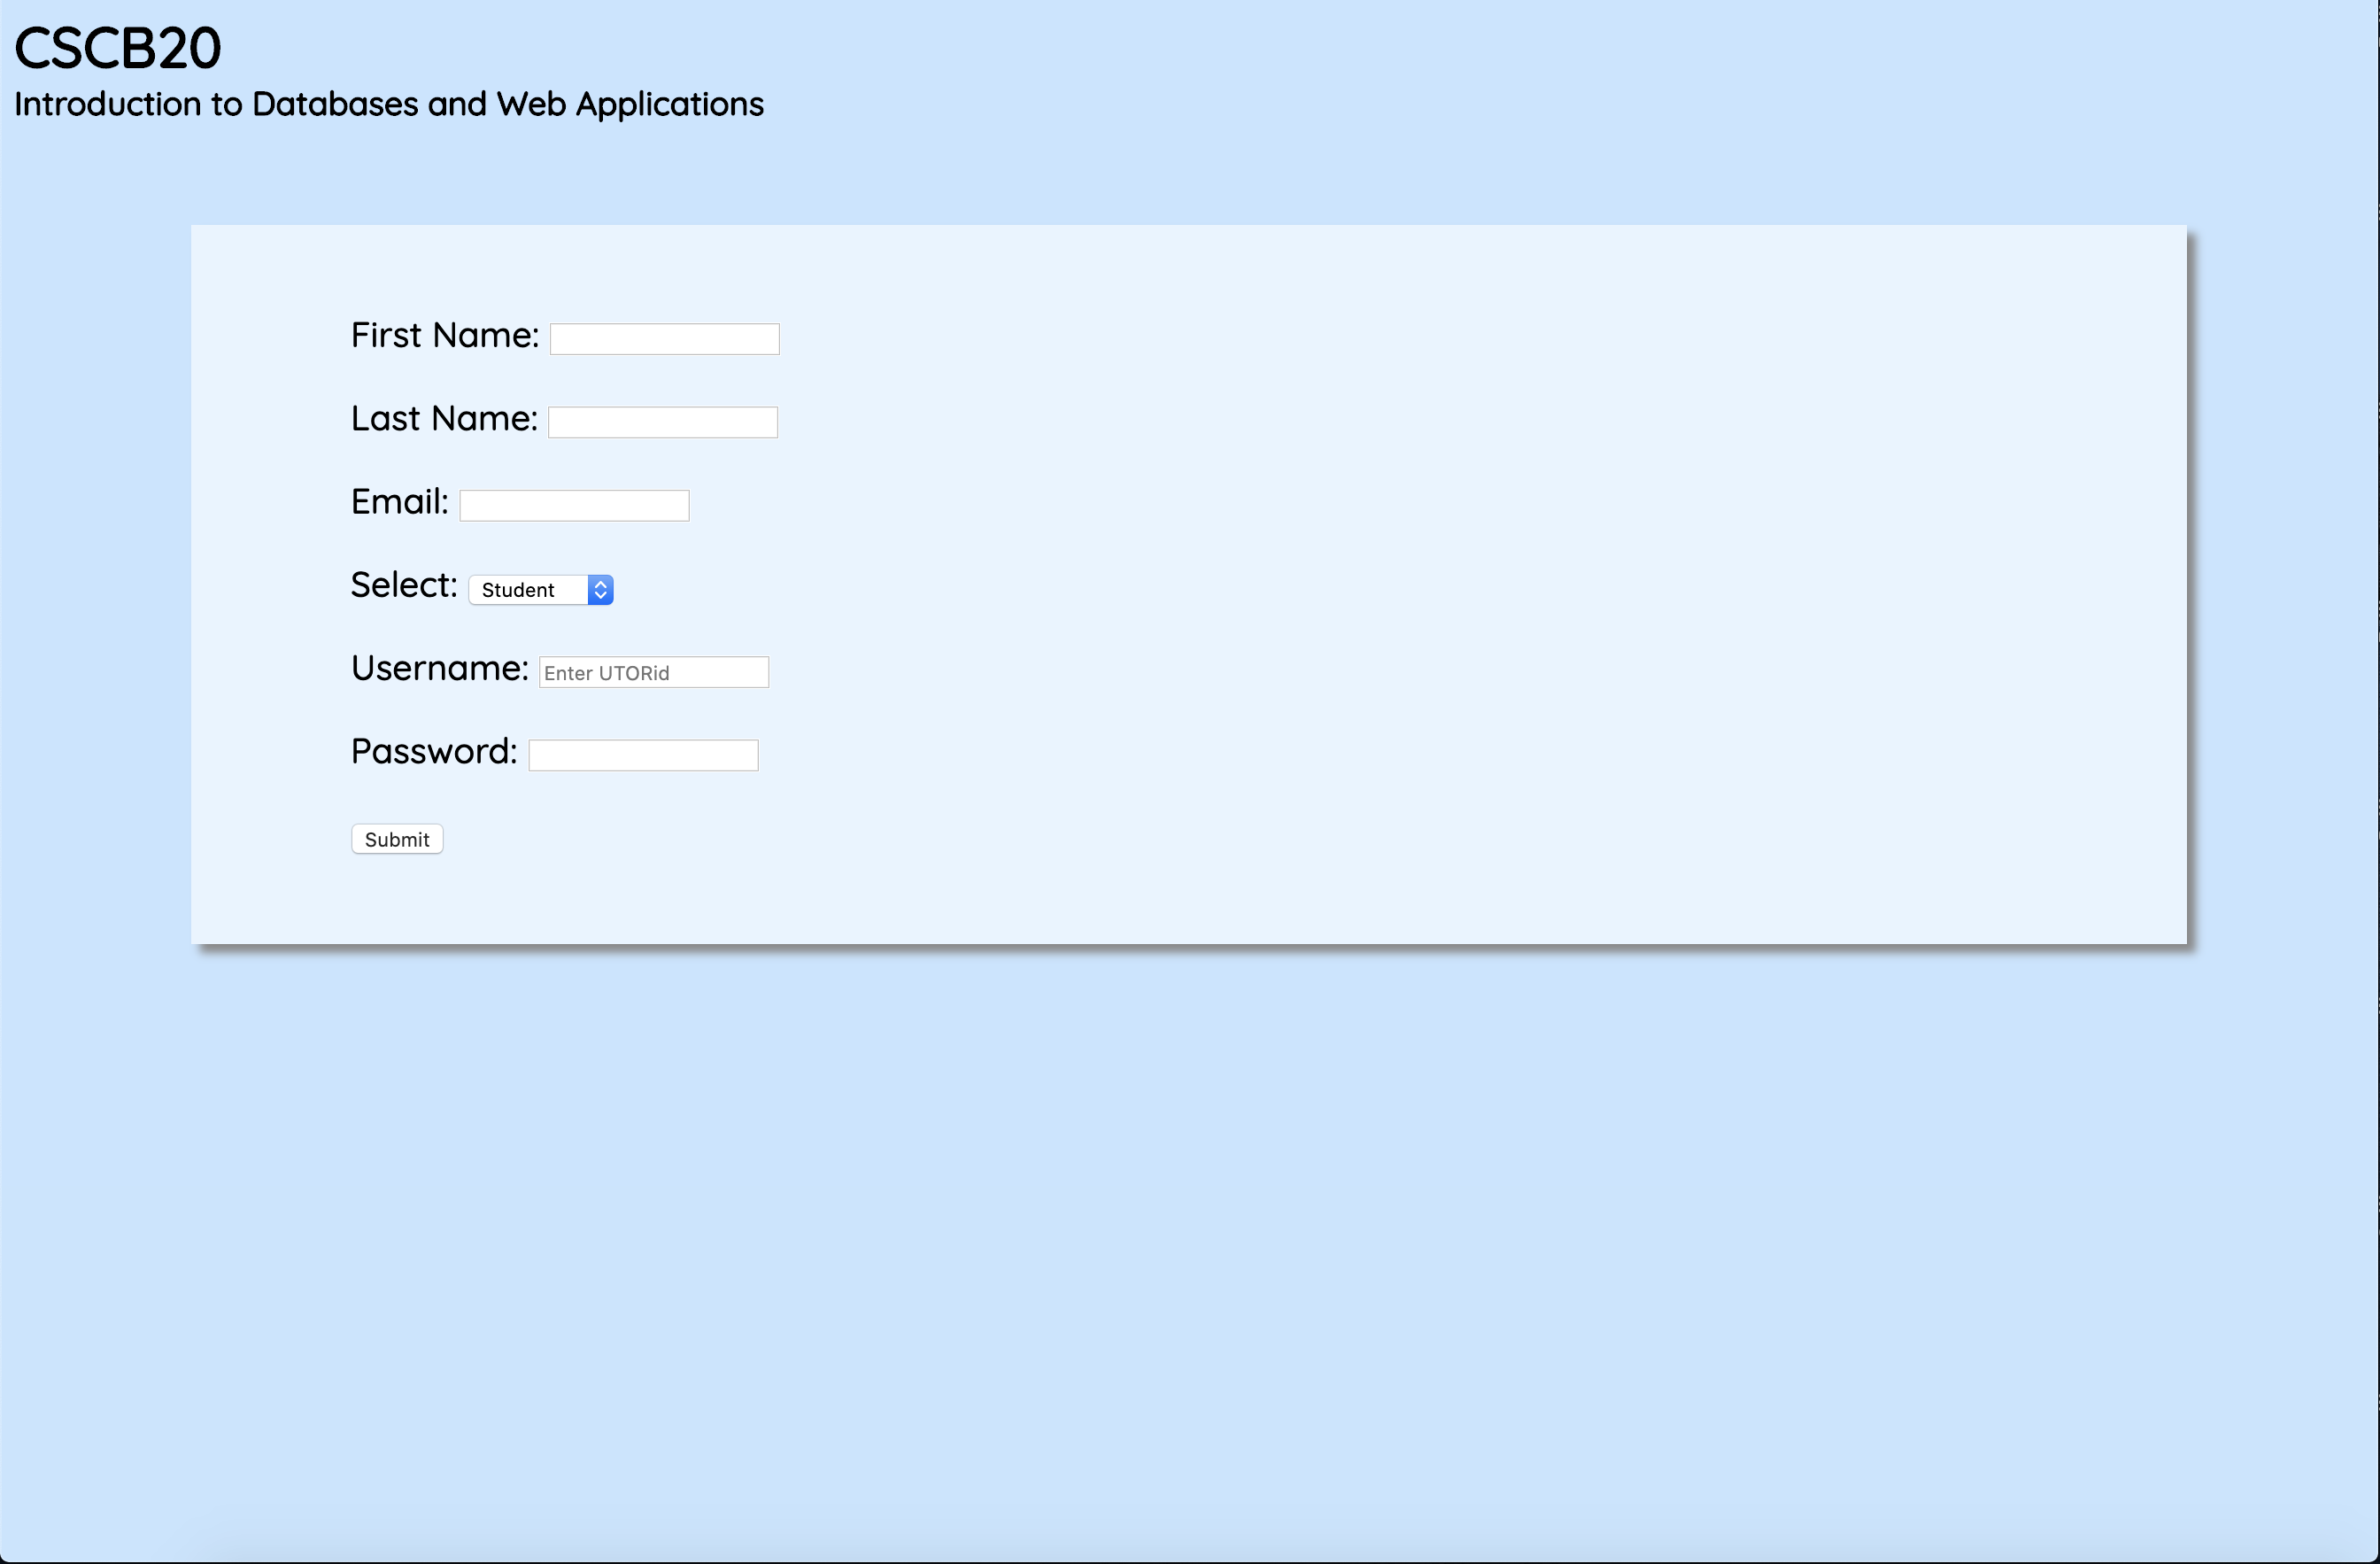 CSCB20
Introduction to Databases and Web Applications
First Name:
Last Name:
Email:
Select: Student
Username: Enter UTORid
Password:
Submit